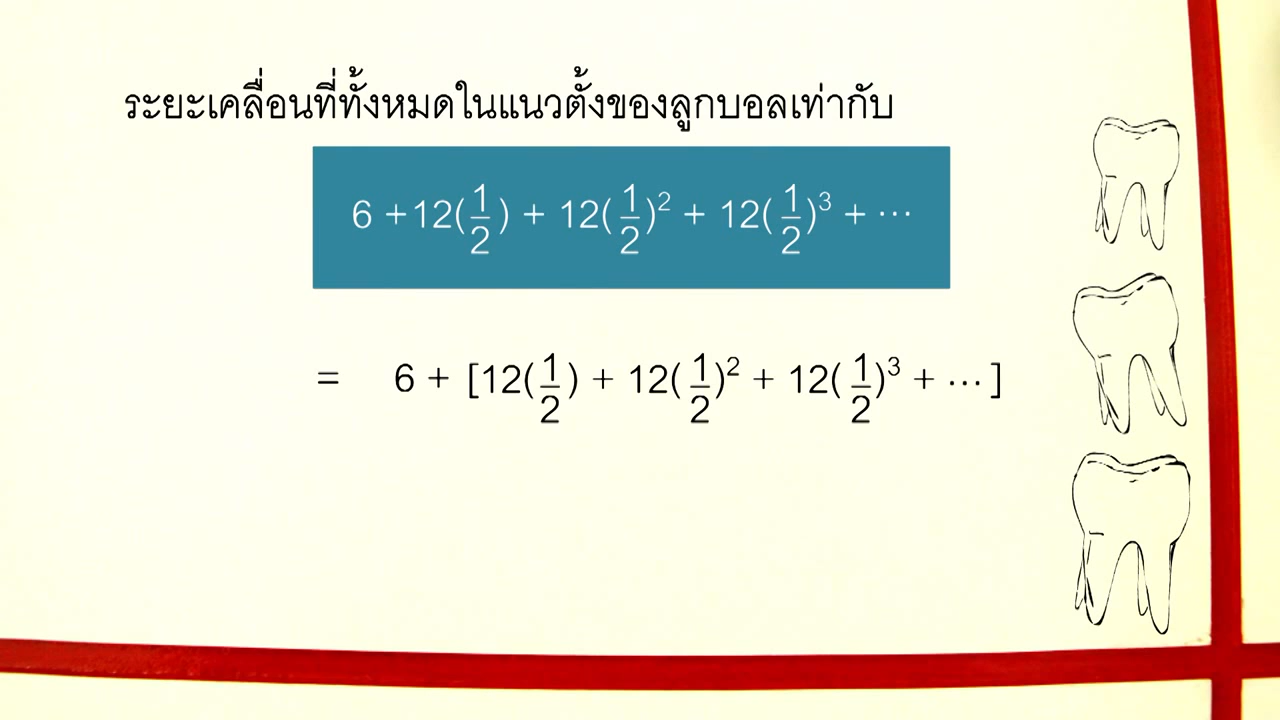 ระยะเคลื่อนที่ทั้งหมดในแนวตั้งของลูกบอลเท่ากับ
6 +12(1/2) + 12(1/2)² + 12(1/2)³ + ⋯
= 6 + [12(1/2) + 12(1/2)² + 12(1/2)³ + ⋯]